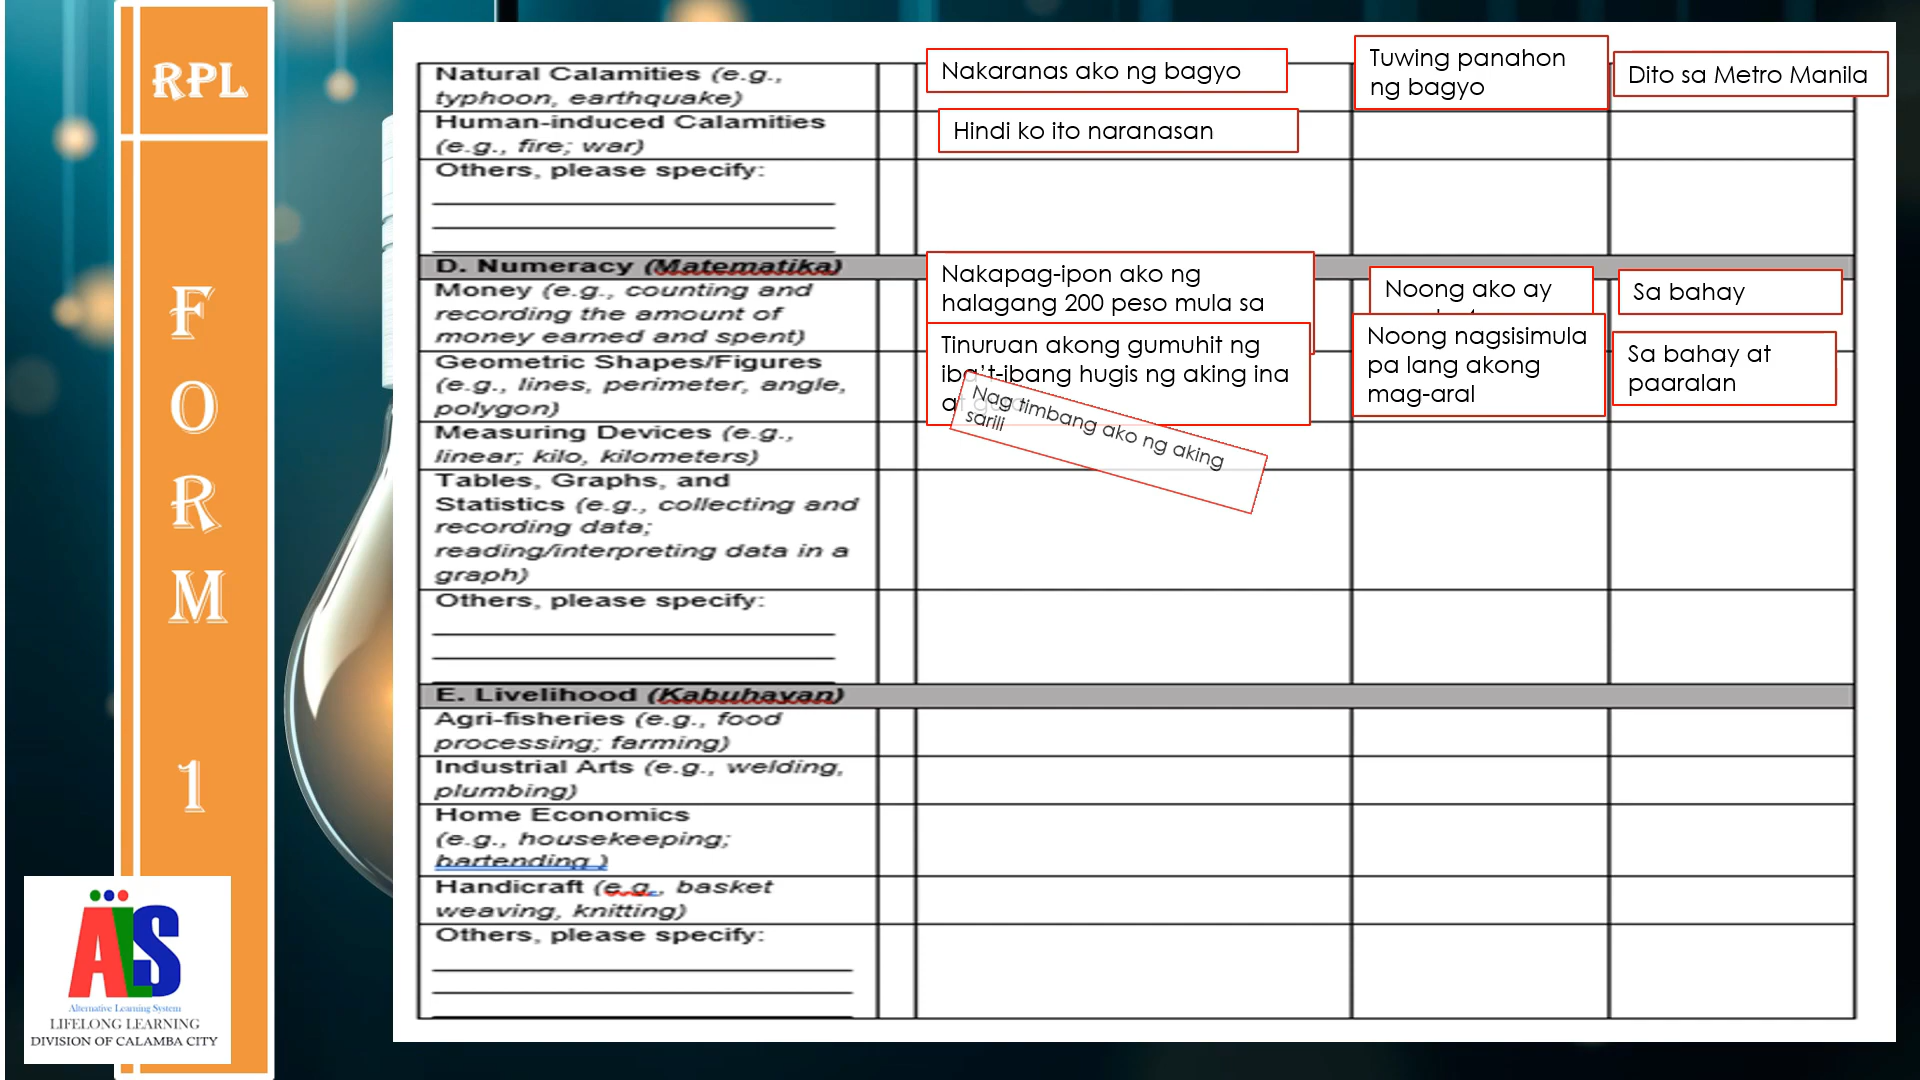 RPL
F
O
R
M
1
ALS
Alternative Learning System
LIFELONG LEARNING
DIVISION OF CALAMBA CITY
Natural Calamities (e.g.,
typhoon, earthquake)
Nakaranas ako ng bagyo
Tuwing panahon
ng bagyo
Dito sa Metro Manila
Human-induced Calamities
(e.g., fire; war)
Hindi ko ito naranasan
Others, please specify:
D. Numeracy (Matematika)
Money (e.g., counting and
recording the amount of
money earned and spent)
Nakapag-ipon ako ng
halagang 200 peso mula sa
Noong ako ay
Sa bahay
Geometric Shapes/Figures
(e.g., lines, perimeter, angle,
polygon)
Tinuruan akong gumuhit ng
iba't-ibang hugis ng aking ina
Noong nagsisimula
pa lang akong
mag-aral
Sa bahay at
paaralan
Measuring Devices (e.g.,
linear; kilo, kilometers)
Nag timbang ako ng aking
sarili
Tables, Graphs, and
Statistics (e.g., collecting and
recording data;
reading/interpreting data in a
graph)
Others, please specify:
E. Livelihood (Kabuhayan)
Agri-fisheries (e.g., food
processing; farming)
Industrial Arts (e.g., welding,
plumbing)
Home Economics
(e.g., housekeeping;
bartending )
Handicraft (e.g., basket
weaving, knitting)
Others, please specify: